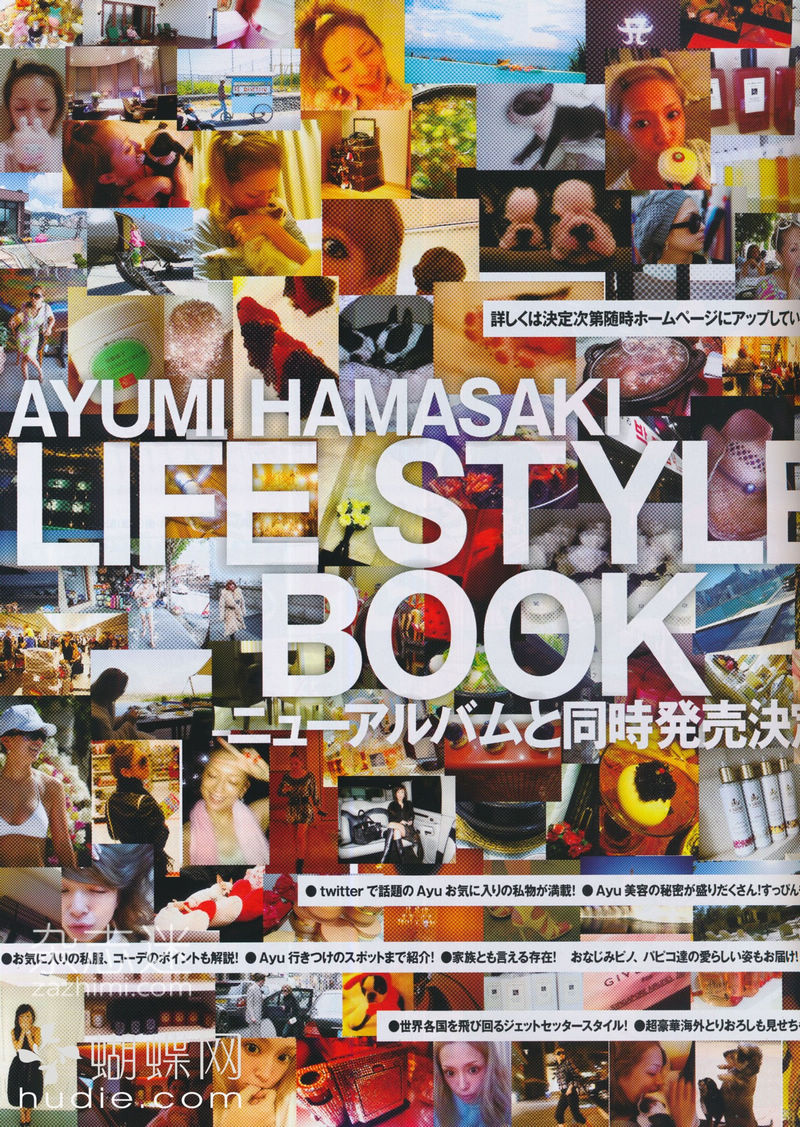 詳しくは決定次第随時ホームページにアップしてい
AYUMI HAMASAKI
LIFE STYLE
BOOK
ニューアルバムと同時発売決定
●twitterで話題のAyuお気に入りの私物が満載! ●Ayu美容の秘密が盛りだくさん!すっぴん
●お気に入りの私服、コーデのポイントも解説! ●Ayu行きつけのスポットまで紹介! ●家族とも言える存在! おなじみピノ、パピコ達の愛らしい姿もお届け!
GIVE
SINGAPORE AIRLINES
●世界各国を飛び回るジェットセッタースタイル! ●超豪華海外とりおろしも見せち
杂志迷
zazhimi.com
蝴蝶网
hudie.com